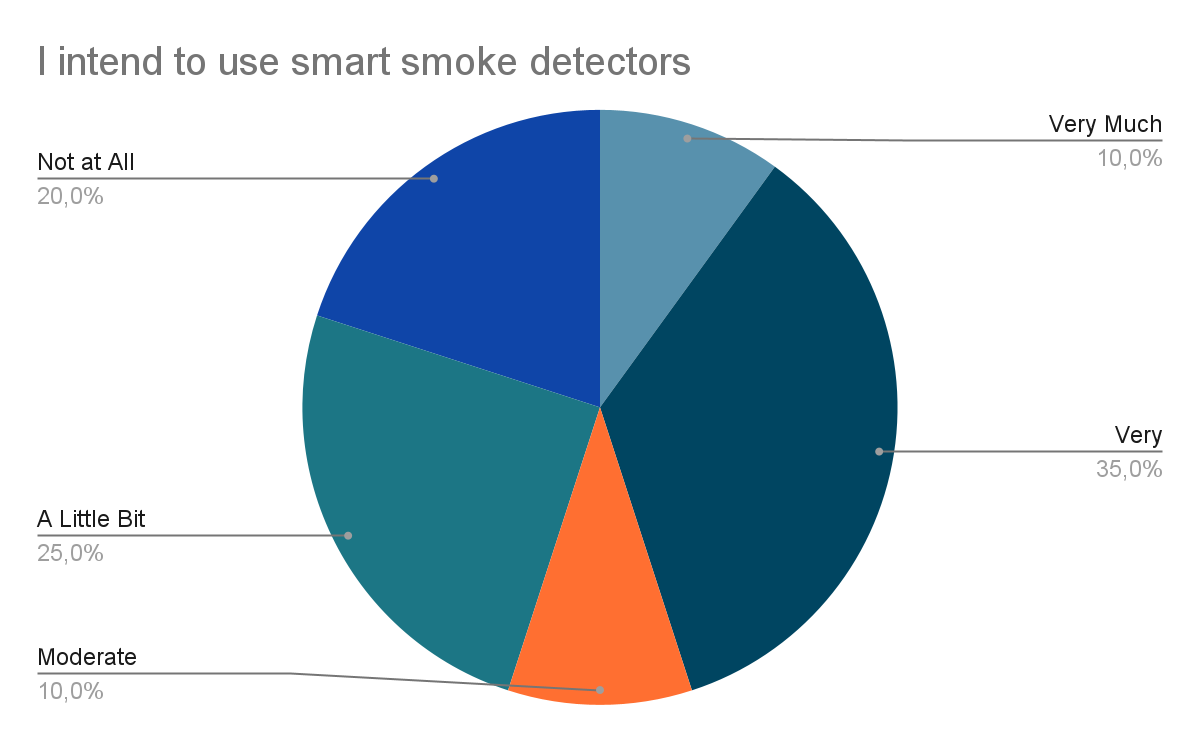 I intend to use smart smoke detectors
Very Much
10,0%
Not at All
20,0%
Very
35,0%
A Little Bit
25,0%
Moderate
10,0%